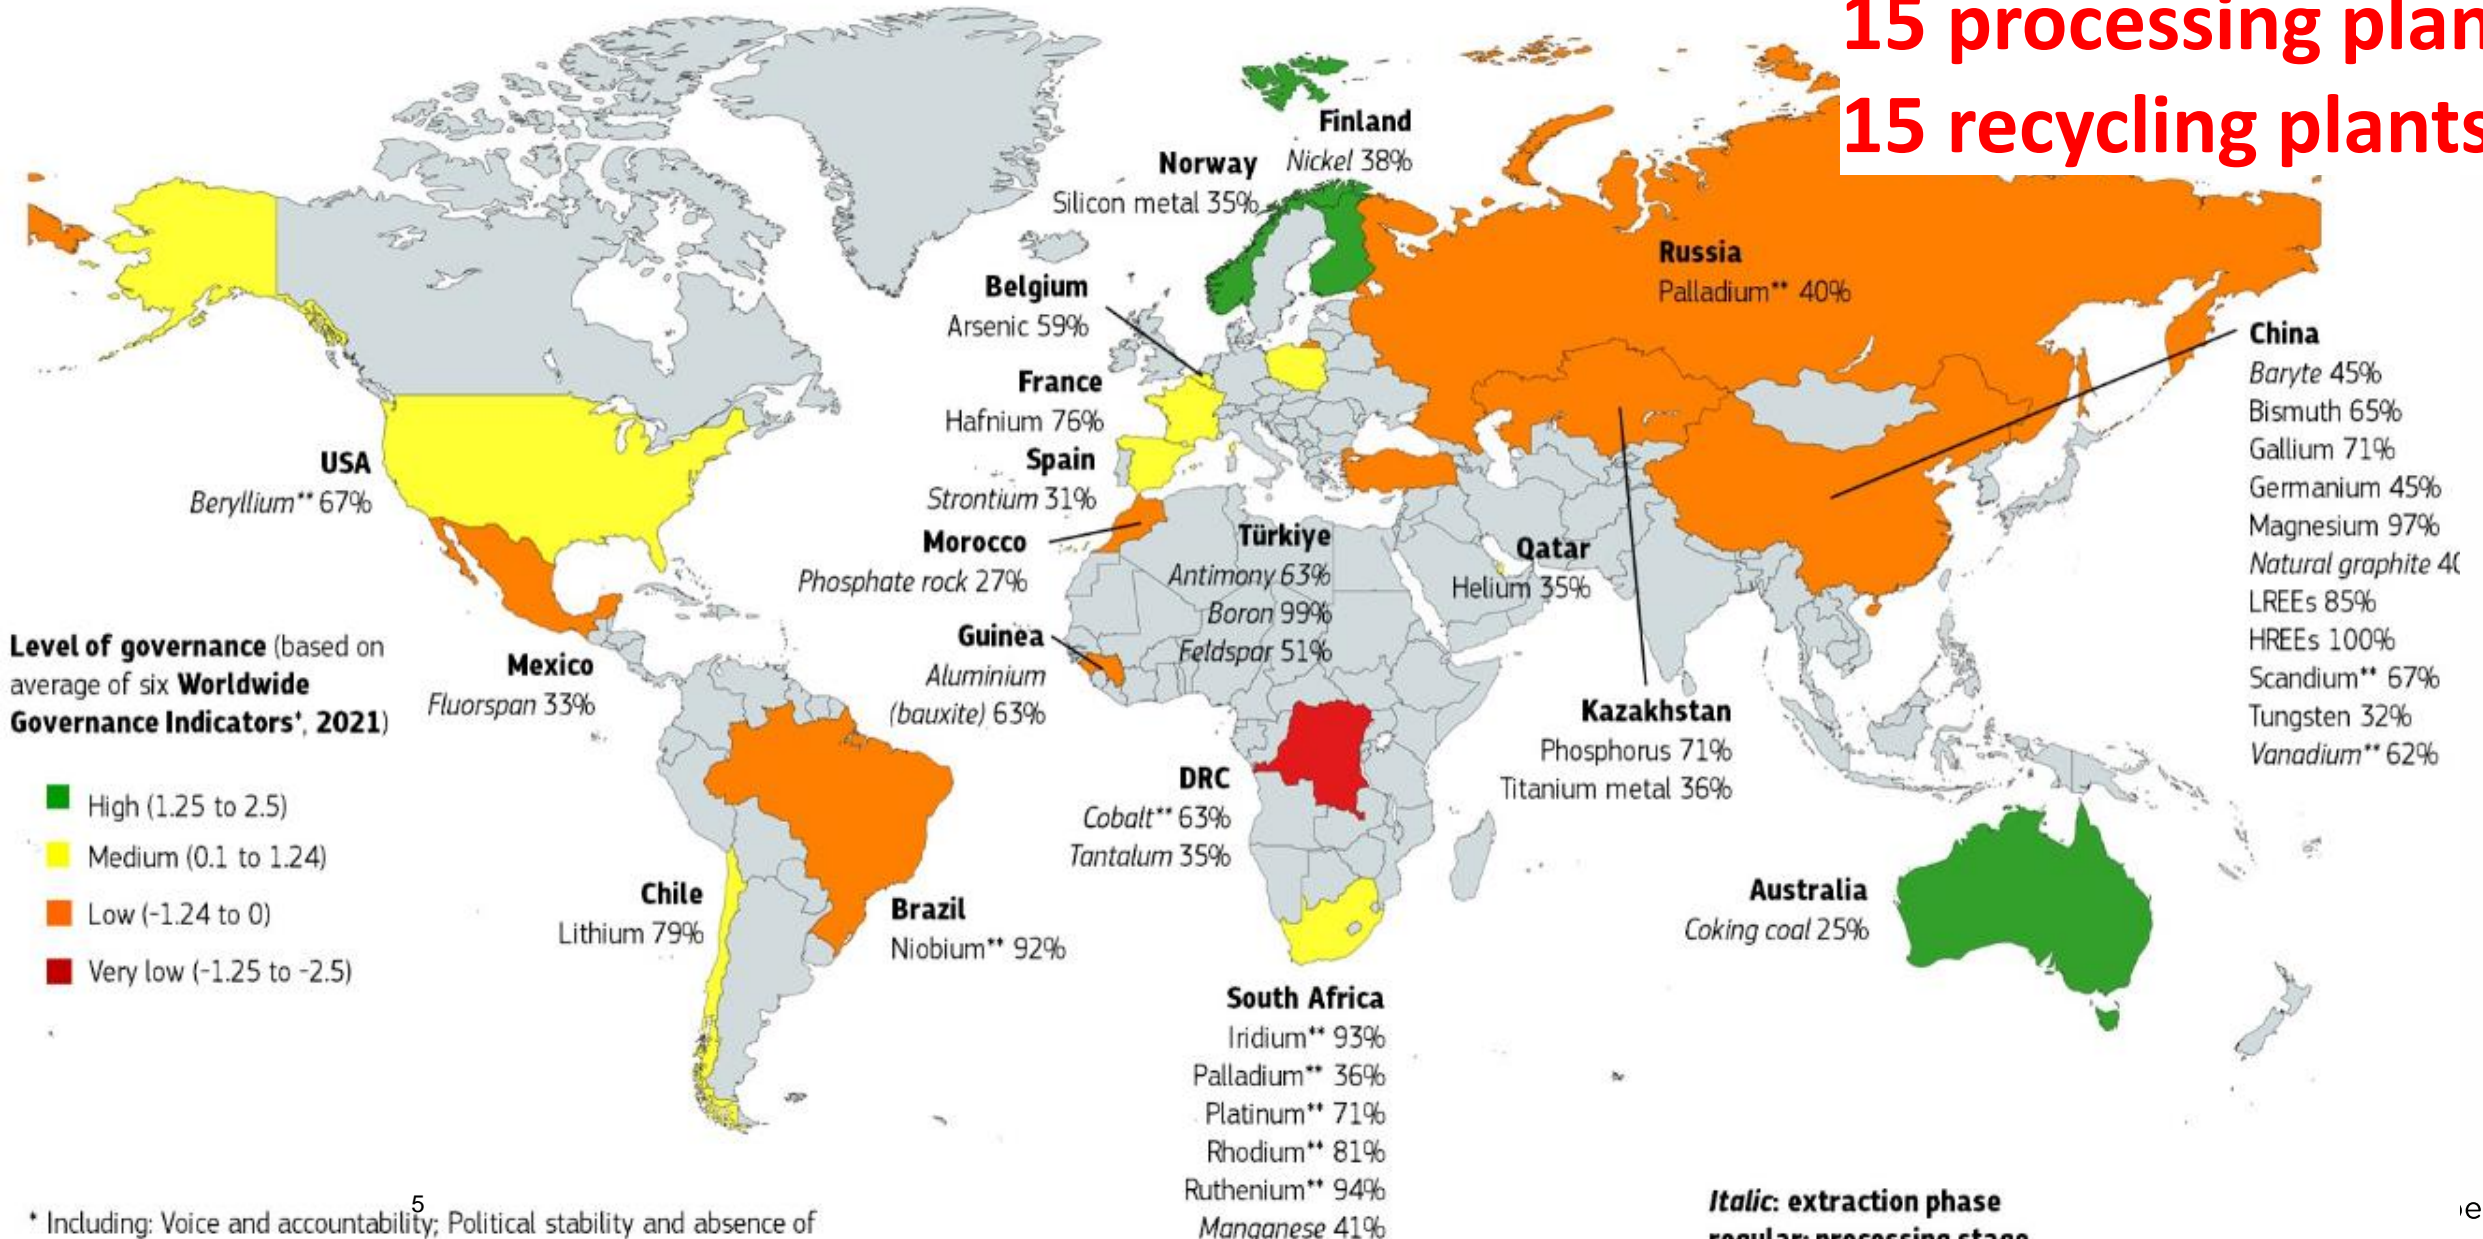 15 processing plan
15 recycling plants
Finland
Nickel 38%
Norway
Silicon metal 35%
Russia
Palladium** 40%
Belgium
Arsenic 59%
France
Hafnium 76%
Spain
Strontium 31%
Morocco
Phosphate rock 27%
Guinea
Aluminium
(bauxite) 63%
Türkiye
Antimony 63%
Boron 99%
Feldspar 51%
Qatar
Helium 35%
China
Baryte 45%
Bismuth 65%
Gallium 71%
Germanium 45%
Magnesium 97%
Natural graphite 40
LREEs 85%
HREEs 100%
Scandium** 67%
Tungsten 32%
Vanadium** 62%
USA
Beryllium** 67%
Mexico
Fluorspan 33%
Level of governance (based on
average of six Worldwide
Governance Indicators*, 2021)
High (1.25 to 2.5)
Medium (0.1 to 1.24)
Low (-1.24 to 0)
Very low (-1.25 to -2.5)
Kazakhstan
Phosphorus 71%
Titanium metal 36%
DRC
Cobalt** 63%
Tantalum 35%
Chile
Lithium 79%
Brazil
Niobium** 92%
Australia
Coking coal 25%
South Africa
Iridium** 93%
Palladium** 36%
Platinum** 71%
Rhodium** 81%
Ruthenium** 94%
Manganese 41%
5
* Including: Voice and accountability; Political stability and absence of
Italic: extraction phase
regular: processing stage